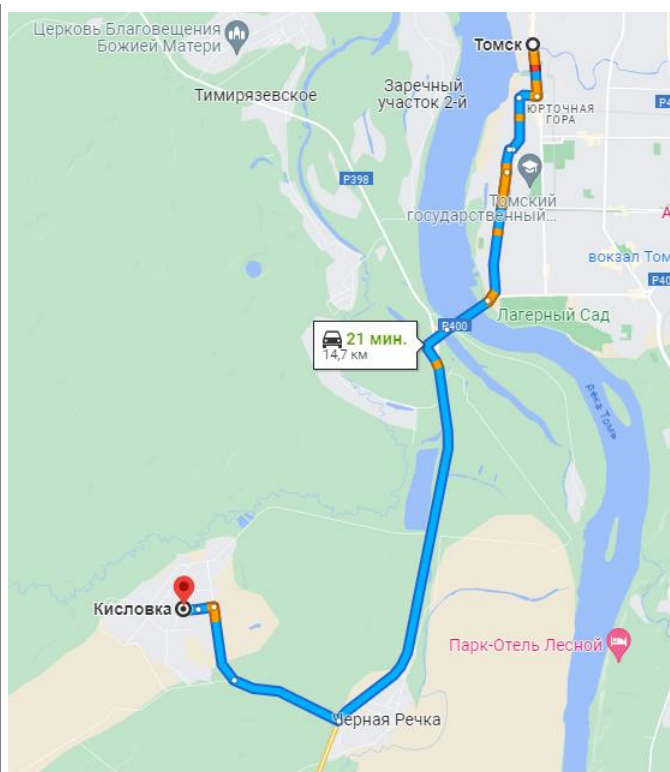 Церковь Благовещения
Божией Матери
Томск
Тимирязевское
Заречный
участок 2-й
ЮРТОЧНАЯ
ГОРА
Р398
Томский
государственный...
вокзал Том
Р40
Р400
Лагерный Сад
21 мин.
14,7 км
река Томь
Кисловка
Парк-Отель Лесной
Черная Речка